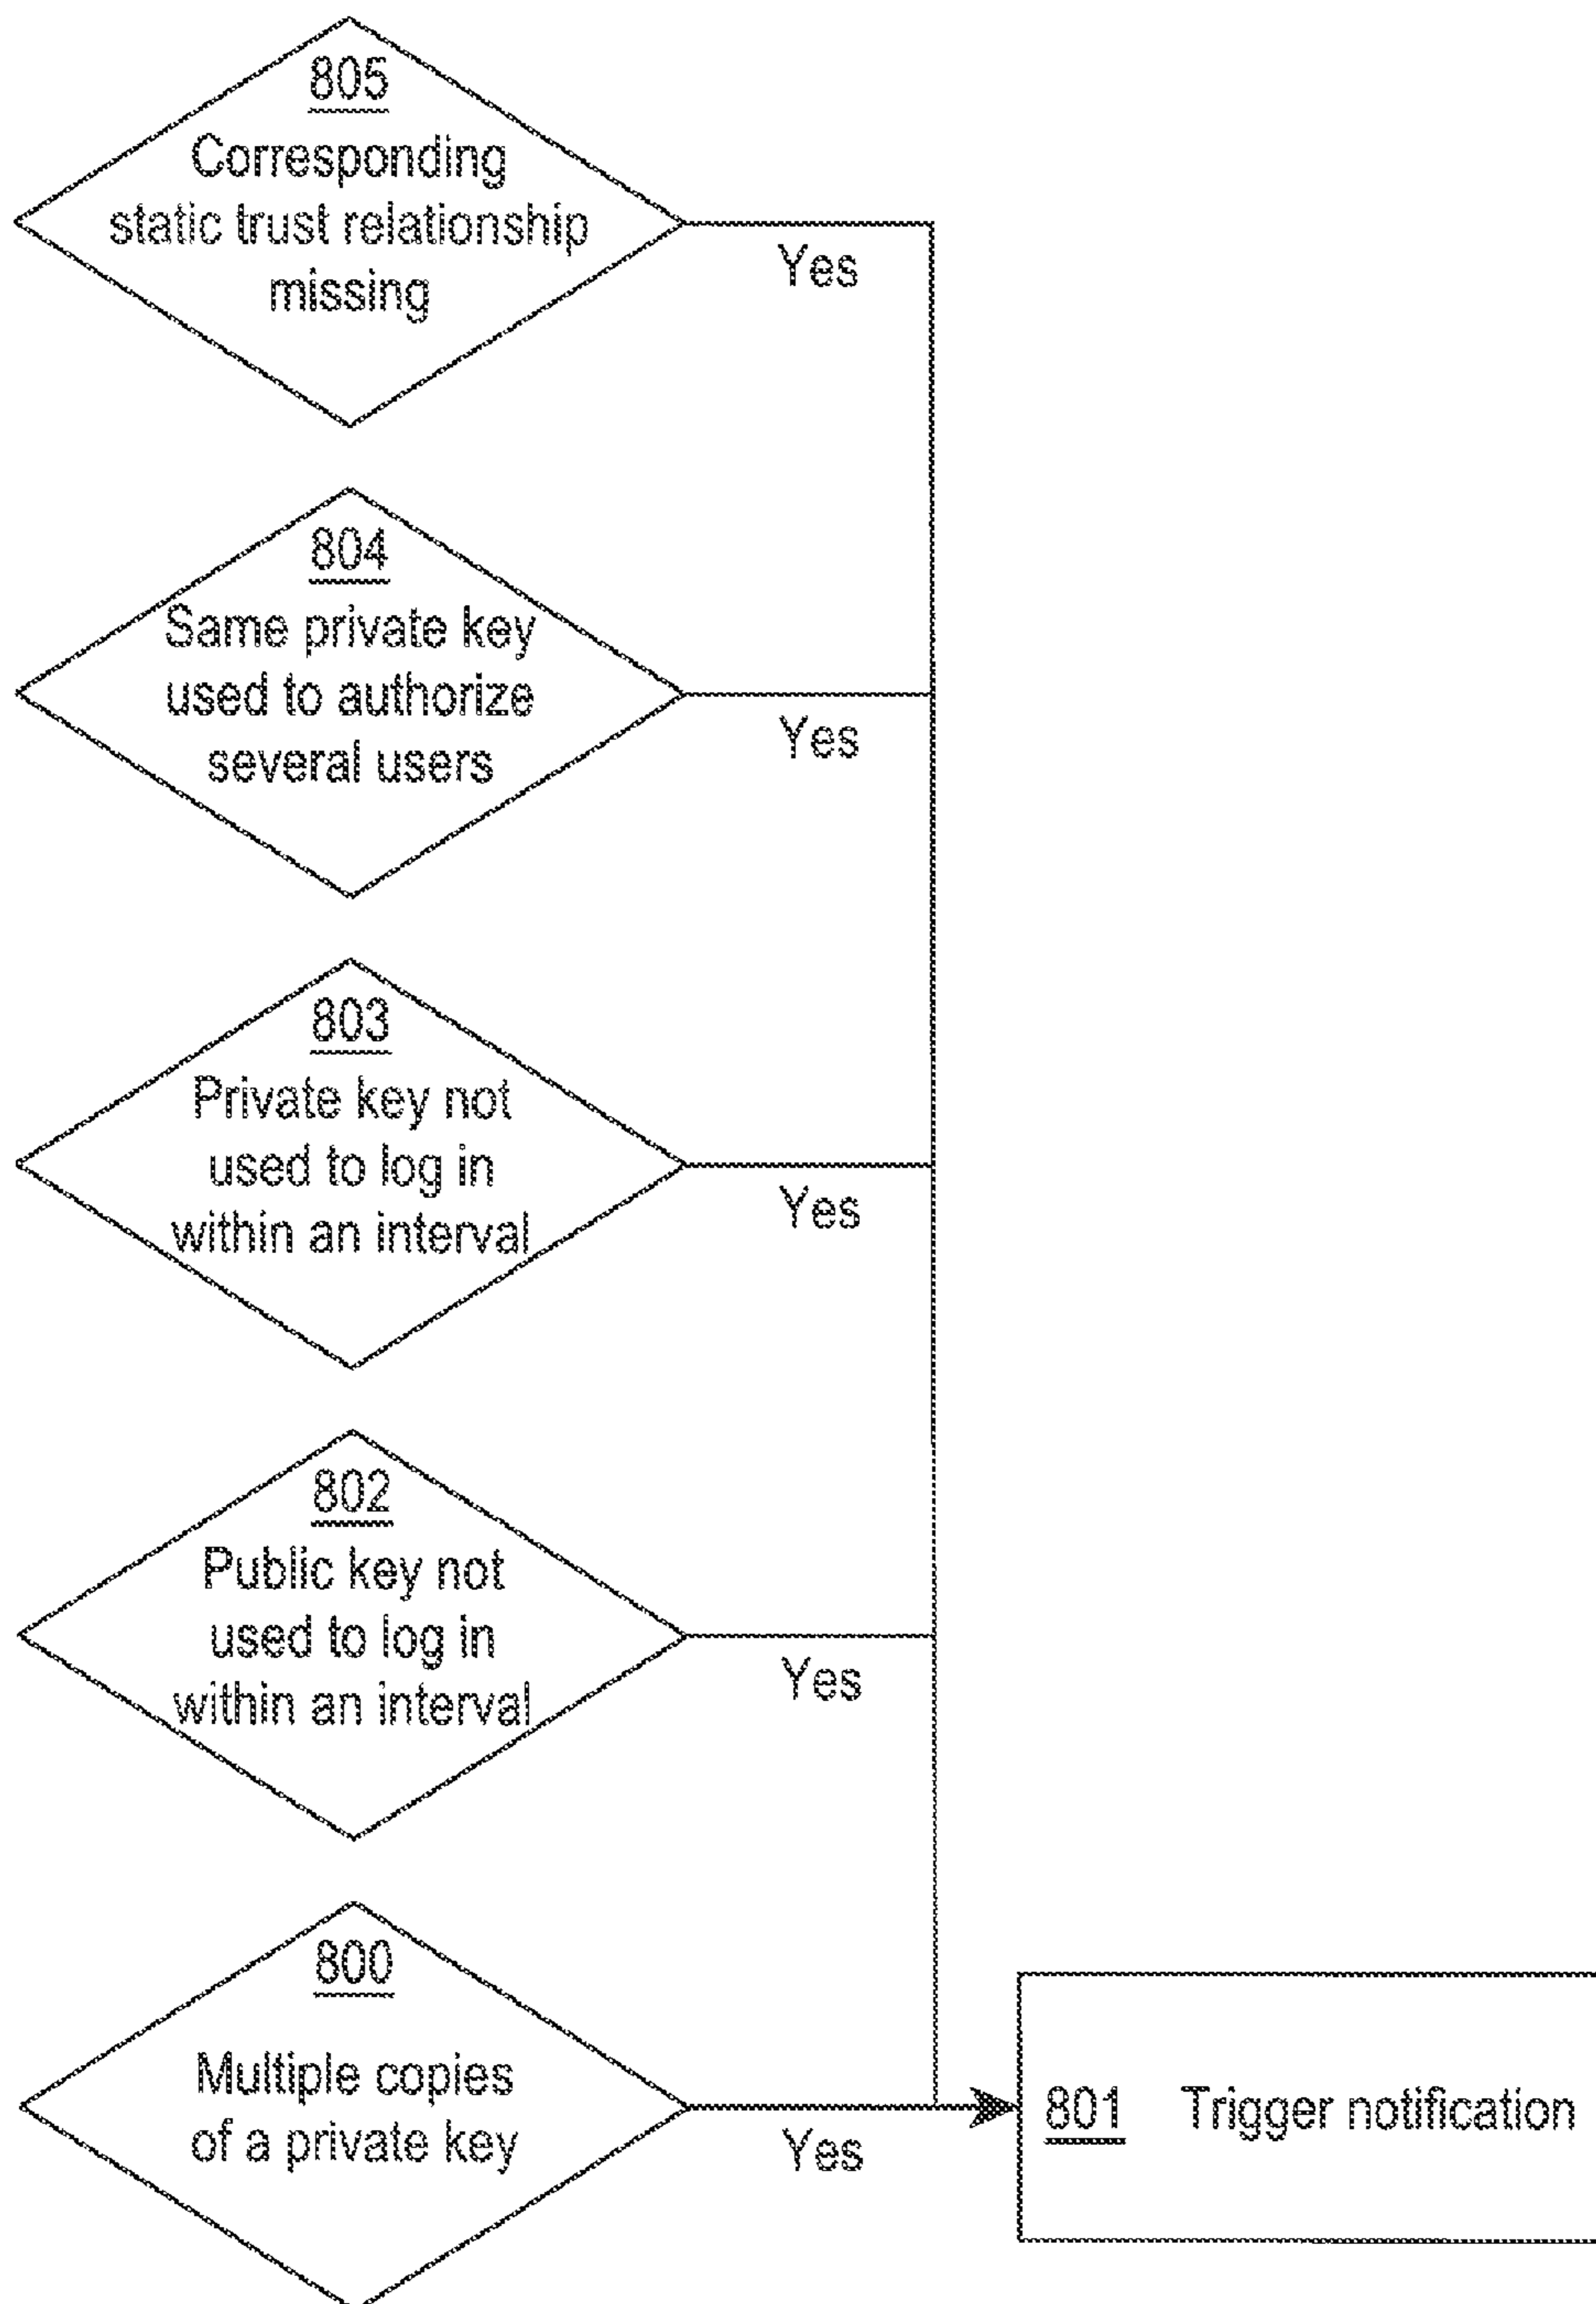 805
Corresponding
static trust relationship
missing
Yes
804
Same private key
used to authorize
several users
Yes
803
Private key not
used to log in
within an interval
Yes
802
Public key not
used to log in
within an interval
Yes
800
Multiple copies
of a private key
Yes
801 Trigger notification